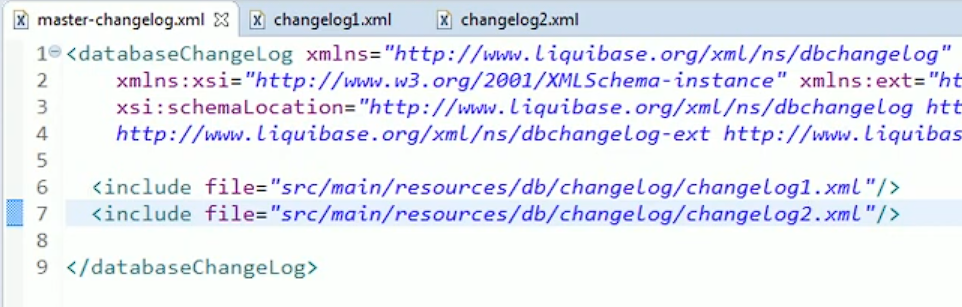 master-changelog.xml changelog1.xml changelog2.xml
1 <databaseChangeLog xmlns="http://www.liquibase.org/xml/ns/dbchangelog"
2 xmlns:xsi="http://www.w3.org/2001/XMLSchema-instance" xmlns:ext="ht
3 xsi:schemaLocation="http://www.liquibase.org/xml/ns/dbchangelog htt
4 http://www.liquibase.org/xml/ns/dbchangelog-ext http://www.liquibas
5
6 <include file="src/main/resources/db/changelog/changelog1.xml"/>
7 <include file="src/main/resources/db/changelog/changelog2.xml"/>
8
9 </databaseChangeLog>